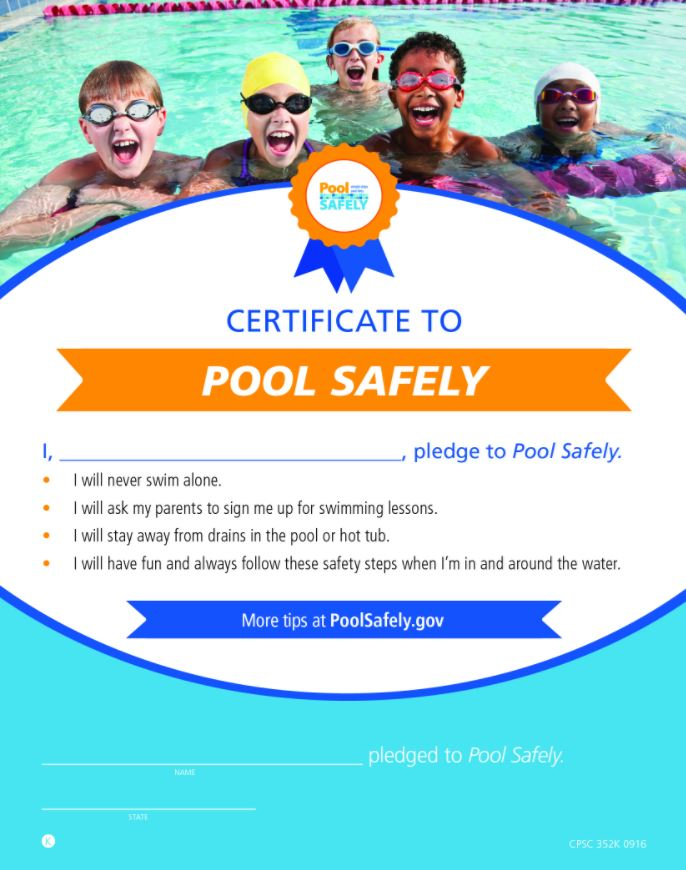 Pool
SAFELY
CERTIFICATE TO
POOL SAFELY
I, ______________________________, pledge to Pool Safely.
• I will never swim alone.
• I will ask my parents to sign me up for swimming lessons.
• I will stay away from drains in the pool or hot tub.
• I will have fun and always follow these safety steps when I’m in and around the water.
More tips at PoolSafely.gov
______________________________ pledged to Pool Safely.
NAME
STATE
K
CPSC 352K 0916